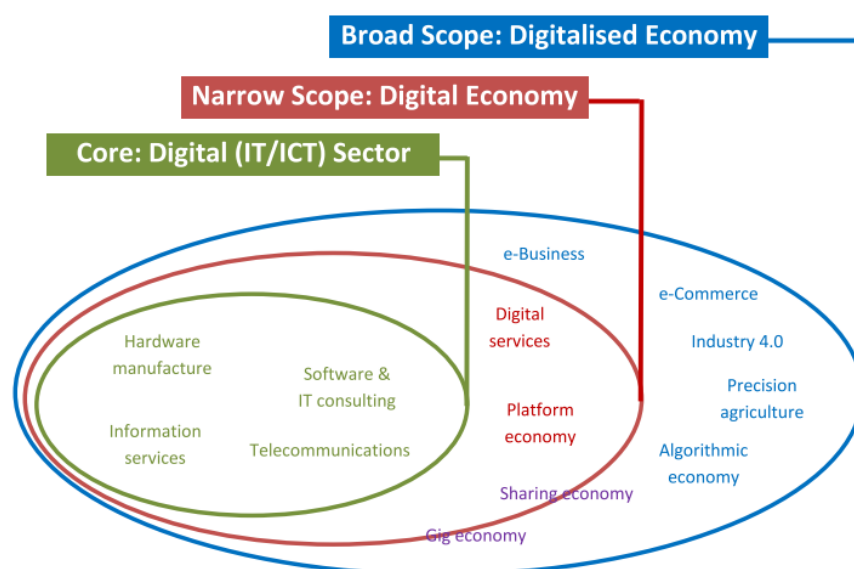 Broad Scope: Digitalised Economy
Narrow Scope: Digital Economy
Core: Digital (IT/ICT) Sector
e-Business
e-Commerce
Digital
services
Industry 4.0
Hardware
manufacture
Software &
IT consulting
Precision
agriculture
Platform
economy
Information
services
Telecommunications
Algorithmic
economy
Sharing economy
Gig economy